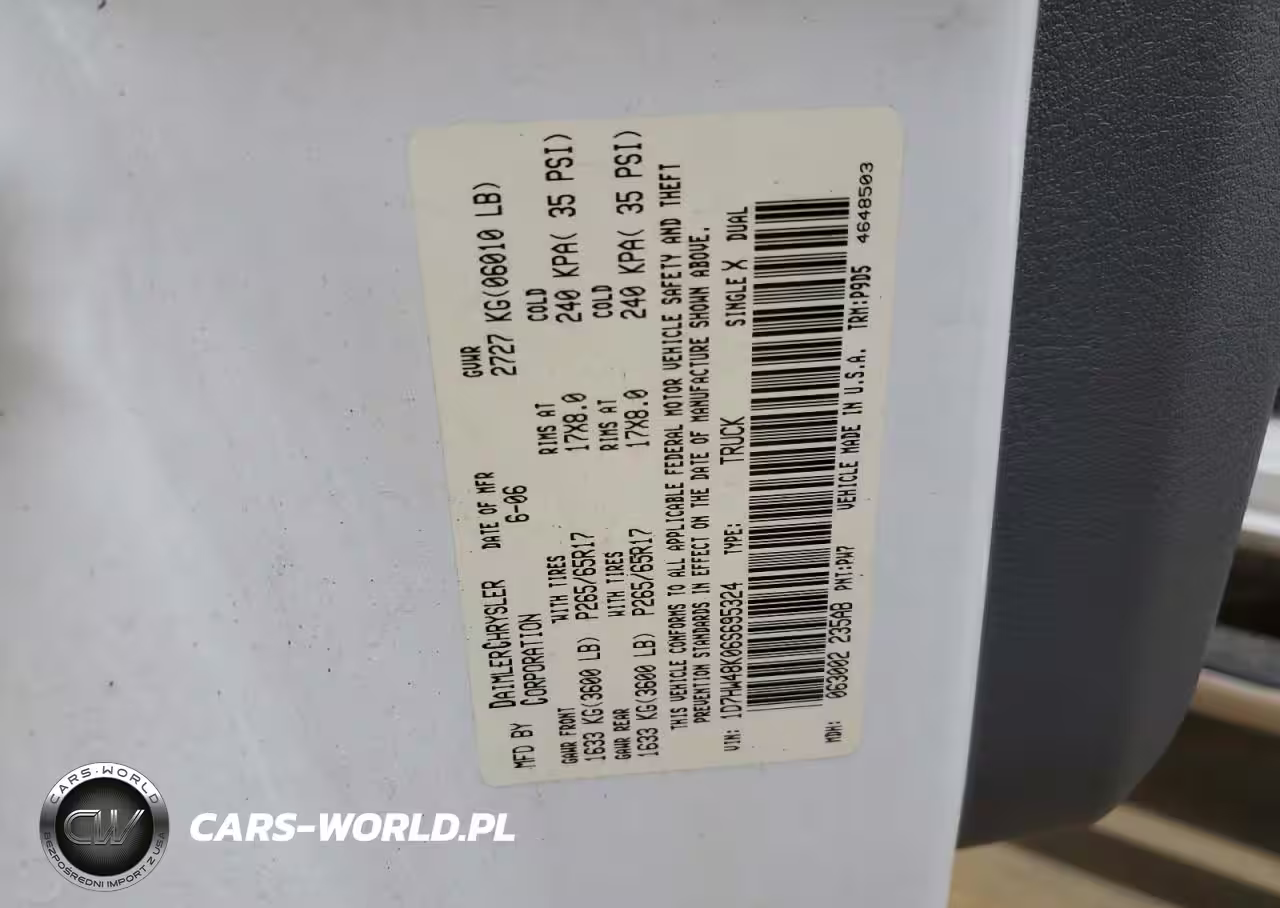 MFD BY DAIMLERCHRYSLER CORPORATION DATE OF MFR 6-06 GVWR 2727 KG(06010 LB)
GAWR FRONT WITH TIRES RIMS AT COLD
1633 KG(3600 LB) P265/65R17 17X8.0 240 KPA( 35 PSI)
GAWR REAR WITH TIRES RIMS AT COLD
1633 KG(3600 LB) P265/65R17 17X8.0 240 KPA( 35 PSI)
THIS VEHICLE CONFORMS TO ALL APPLICABLE FEDERAL MOTOR VEHICLE SAFETY AND THEFT
PREVENTION STANDARDS IN EFFECT ON THE DATE OF MANUFACTURE SHOWN ABOVE.
VIN: 1D7HW48K06S695324 TYPE: TRUCK SINGLE X DUAL
MDH: 063002 235AB PNT:PW7 VEHICLE MADE IN U.S.A. TRM:P9D5 4648503
CARS-WORLD
CW
BEZPOŚREDNI IMPORT Z USA
CARS-WORLD.PL